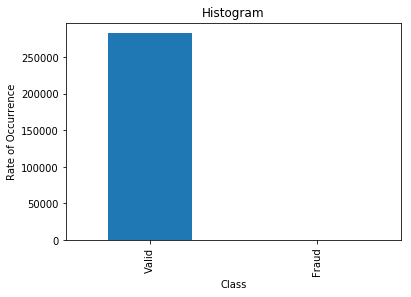 Histogram
Rate of Occurrence
250000
200000
150000
100000
50000
0
Valid
Fraud
Class